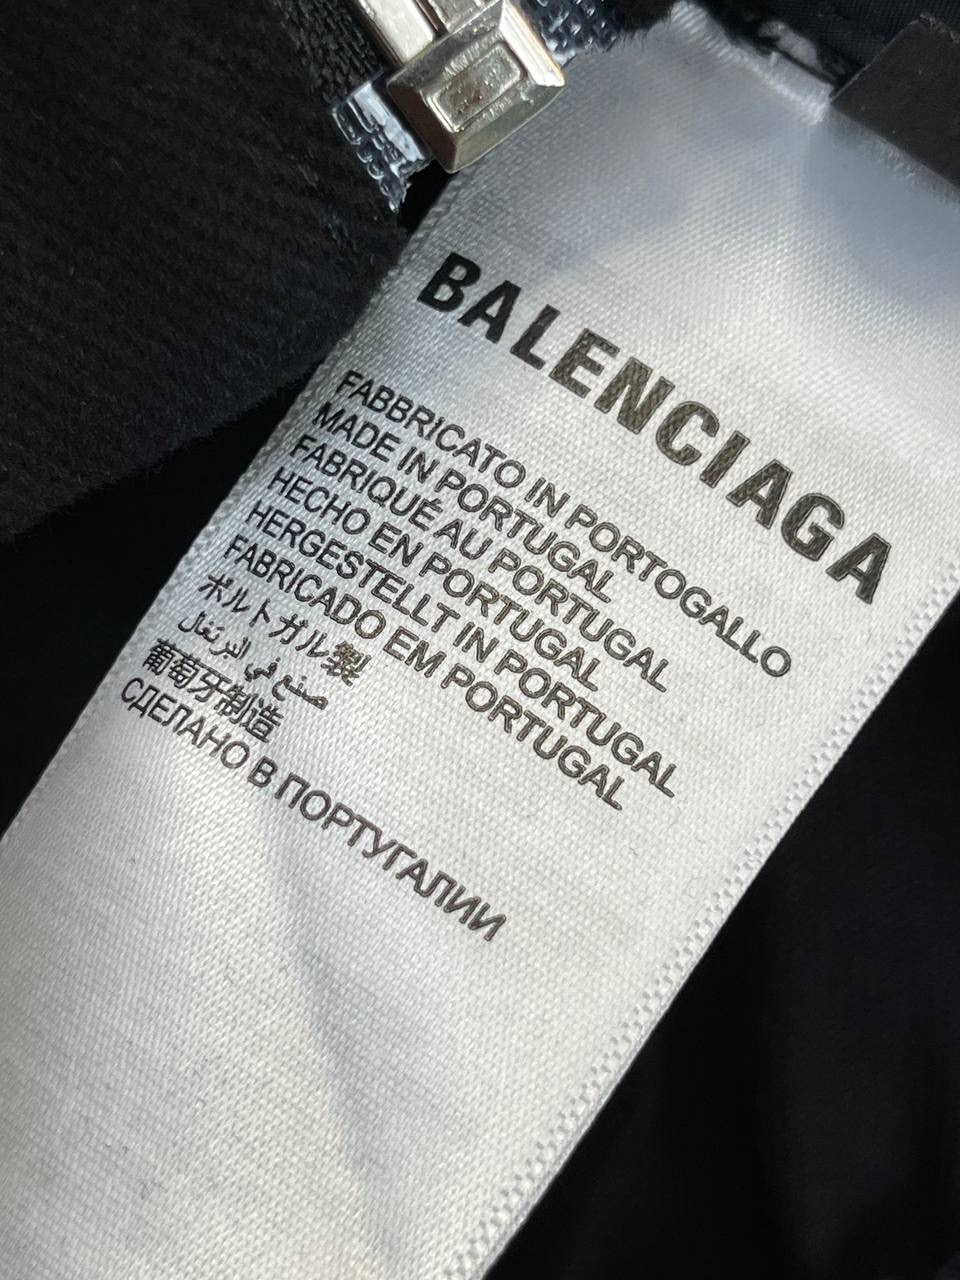 BALENCIAGA
FABBRICATO IN PORTOGALLO
MADE IN PORTUGAL
FABRIQUÉ AU PORTUGAL
HECHO EN PORTUGAL
HERGESTELLT IN PORTUGAL
FABRICADO EM PORTUGAL
ポルトガル製
صنع في البرتغال
葡萄牙制造
СДЕЛАНО В ПОРТУГАЛИИ